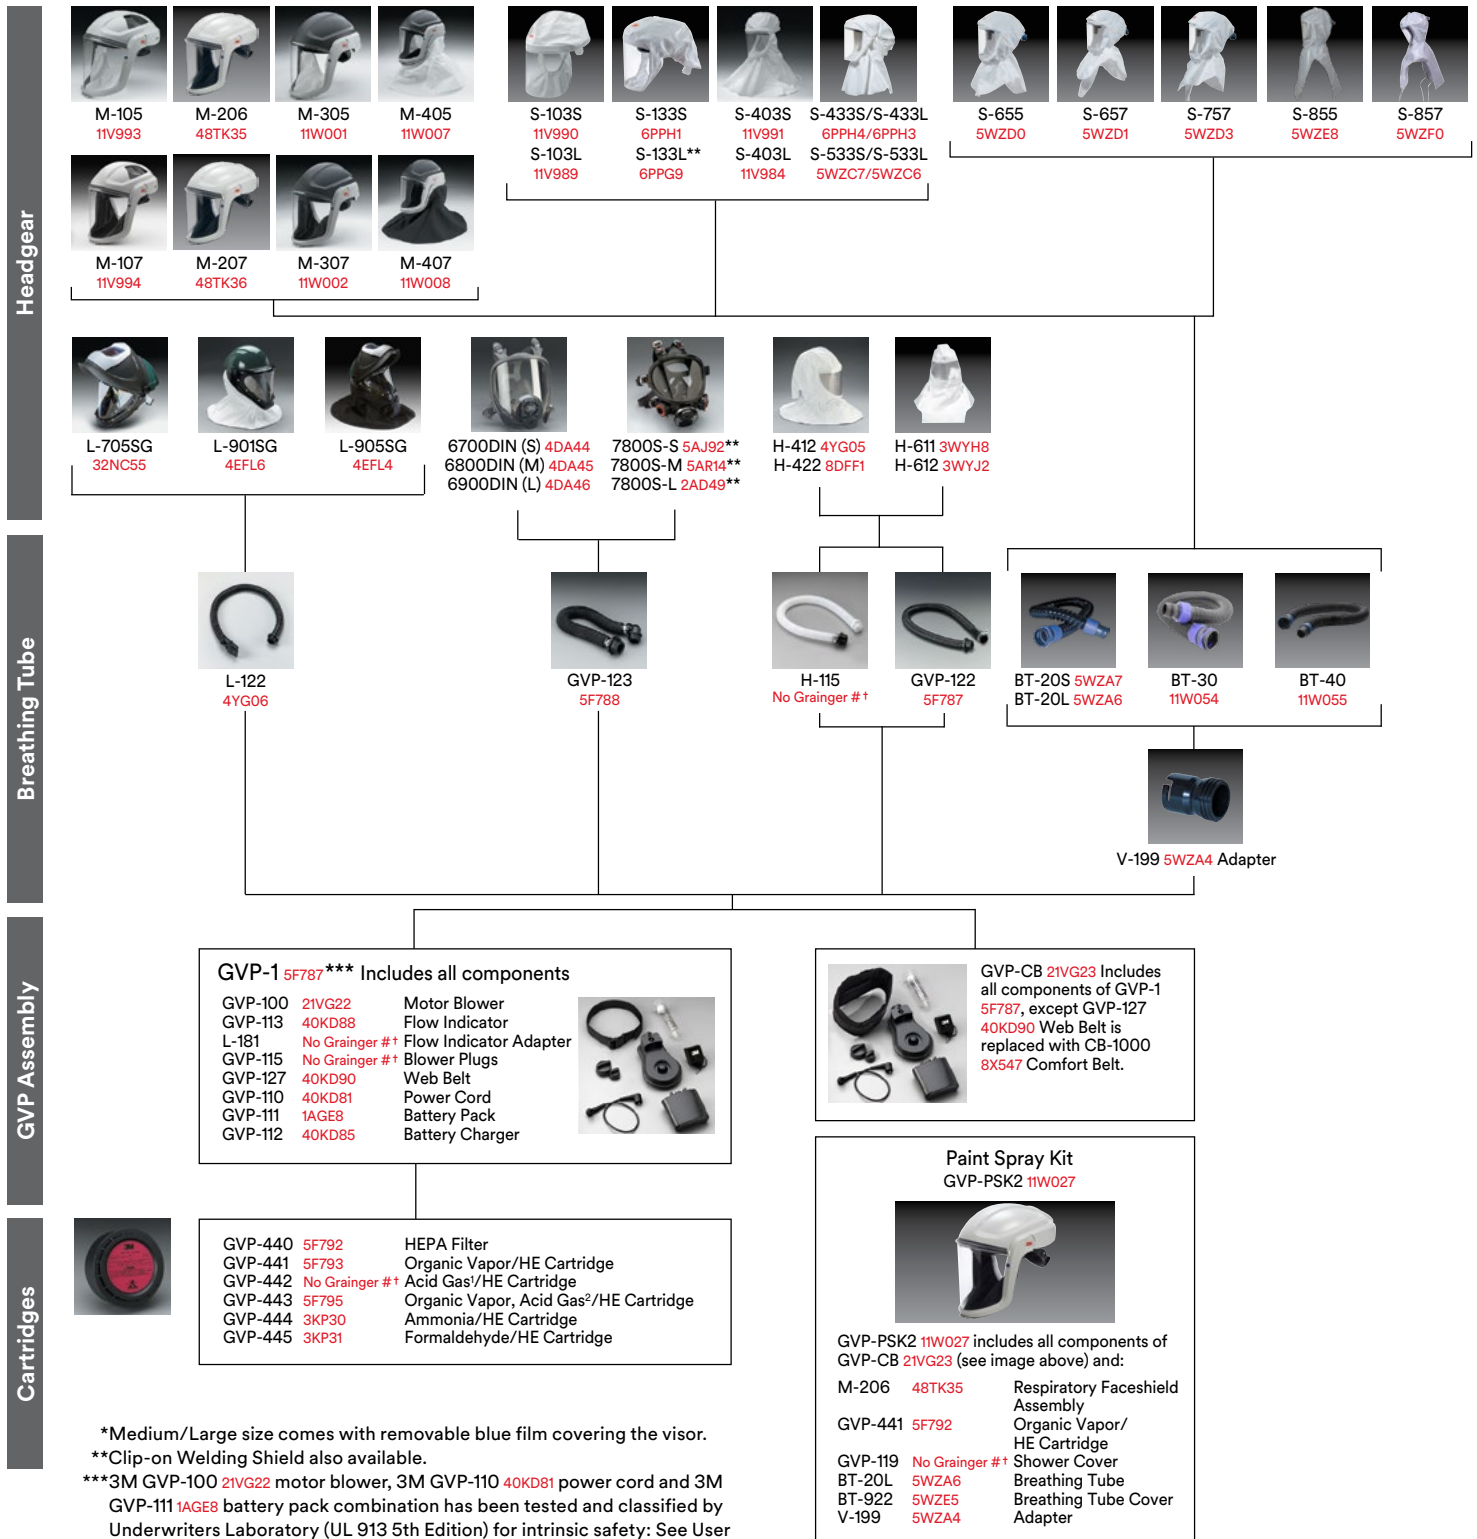 Headgear
M-105 M-206 M-305 M-405
11V993 48TK35 11W001 11W007
M-107 M-207 M-307 M-407
11V994 48TK36 11W002 11W008
S-103S S-133S S-403S S-433S/S-433L
11V990 6PPH1 11V991 6PPH4/6PPH3
S-103L S-133L** S-403L S-533S/S-533L
11V989 6PPG9 11V984 5WZC7/5WZC6
S-655 S-657 S-757 S-855 S-857
5WZD0 5WZD1 5WZD3 5WZE8 5WZF0
L-705SG L-901SG L-905SG
32NC55 4EFL6 4EFL4
6700DIN (S) 4DA44
6800DIN (M) 4DA45
6900DIN (L) 4DA46
7800S-S 5AJ92**
7800S-M 5AR14**
7800S-L 2AD49**
H-412 4YG05
H-422 8DFF1
H-611 3WYH8
H-612 3WYJ2
Breathing Tube
L-122
4YG06
GVP-123
5F788
H-115
No Grainger #†
GVP-122
5F787
BT-20S 5WZA7
BT-20L 5WZA6
BT-30
11W054
BT-40
11W055
V-199 5WZA4 Adapter
GVP Assembly
GVP-1 5F787*** Includes all components
GVP-100 21VG22 Motor Blower
GVP-113 40KD88 Flow Indicator
L-181 No Grainger #† Flow Indicator Adapter
GVP-115 No Grainger #† Blower Plugs
GVP-127 40KD90 Web Belt
GVP-110 40KD81 Power Cord
GVP-111 1AGE8 Battery Pack
GVP-112 40KD85 Battery Charger
GVP-CB 21VG23 Includes
all components of GVP-1
5F787, except GVP-127
40KD90 Web Belt is
replaced with CB-1000
8X547 Comfort Belt.
Cartridges
GVP-440 5F792 HEPA Filter
GVP-441 5F793 Organic Vapor/HE Cartridge
GVP-442 No Grainger #† Acid Gas¹/HE Cartridge
GVP-443 5F795 Organic Vapor, Acid Gas²/HE Cartridge
GVP-444 3KP30 Ammonia/HE Cartridge
GVP-445 3KP31 Formaldehyde/HE Cartridge
Paint Spray Kit
GVP-PSK2 11W027
GVP-PSK2 11W027 includes all components of
GVP-CB 21VG23 (see image above) and:
M-206 48TK35 Respiratory Faceshield
Assembly
GVP-441 5F792 Organic Vapor/
HE Cartridge
GVP-119 No Grainger #† Shower Cover
BT-20L 5WZA6 Breathing Tube
BT-922 5WZE5 Breathing Tube Cover
V-199 5WZA4 Adapter
*Medium/Large size comes with removable blue film covering the visor.
**Clip-on Welding Shield also available.
***3M GVP-100 21VG22 motor blower, 3M GVP-110 40KD81 power cord and 3M
GVP-111 1AGE8 battery pack combination has been tested and classified by
Underwriters Laboratory (UL 913 5th Edition) for intrinsic safety: See User